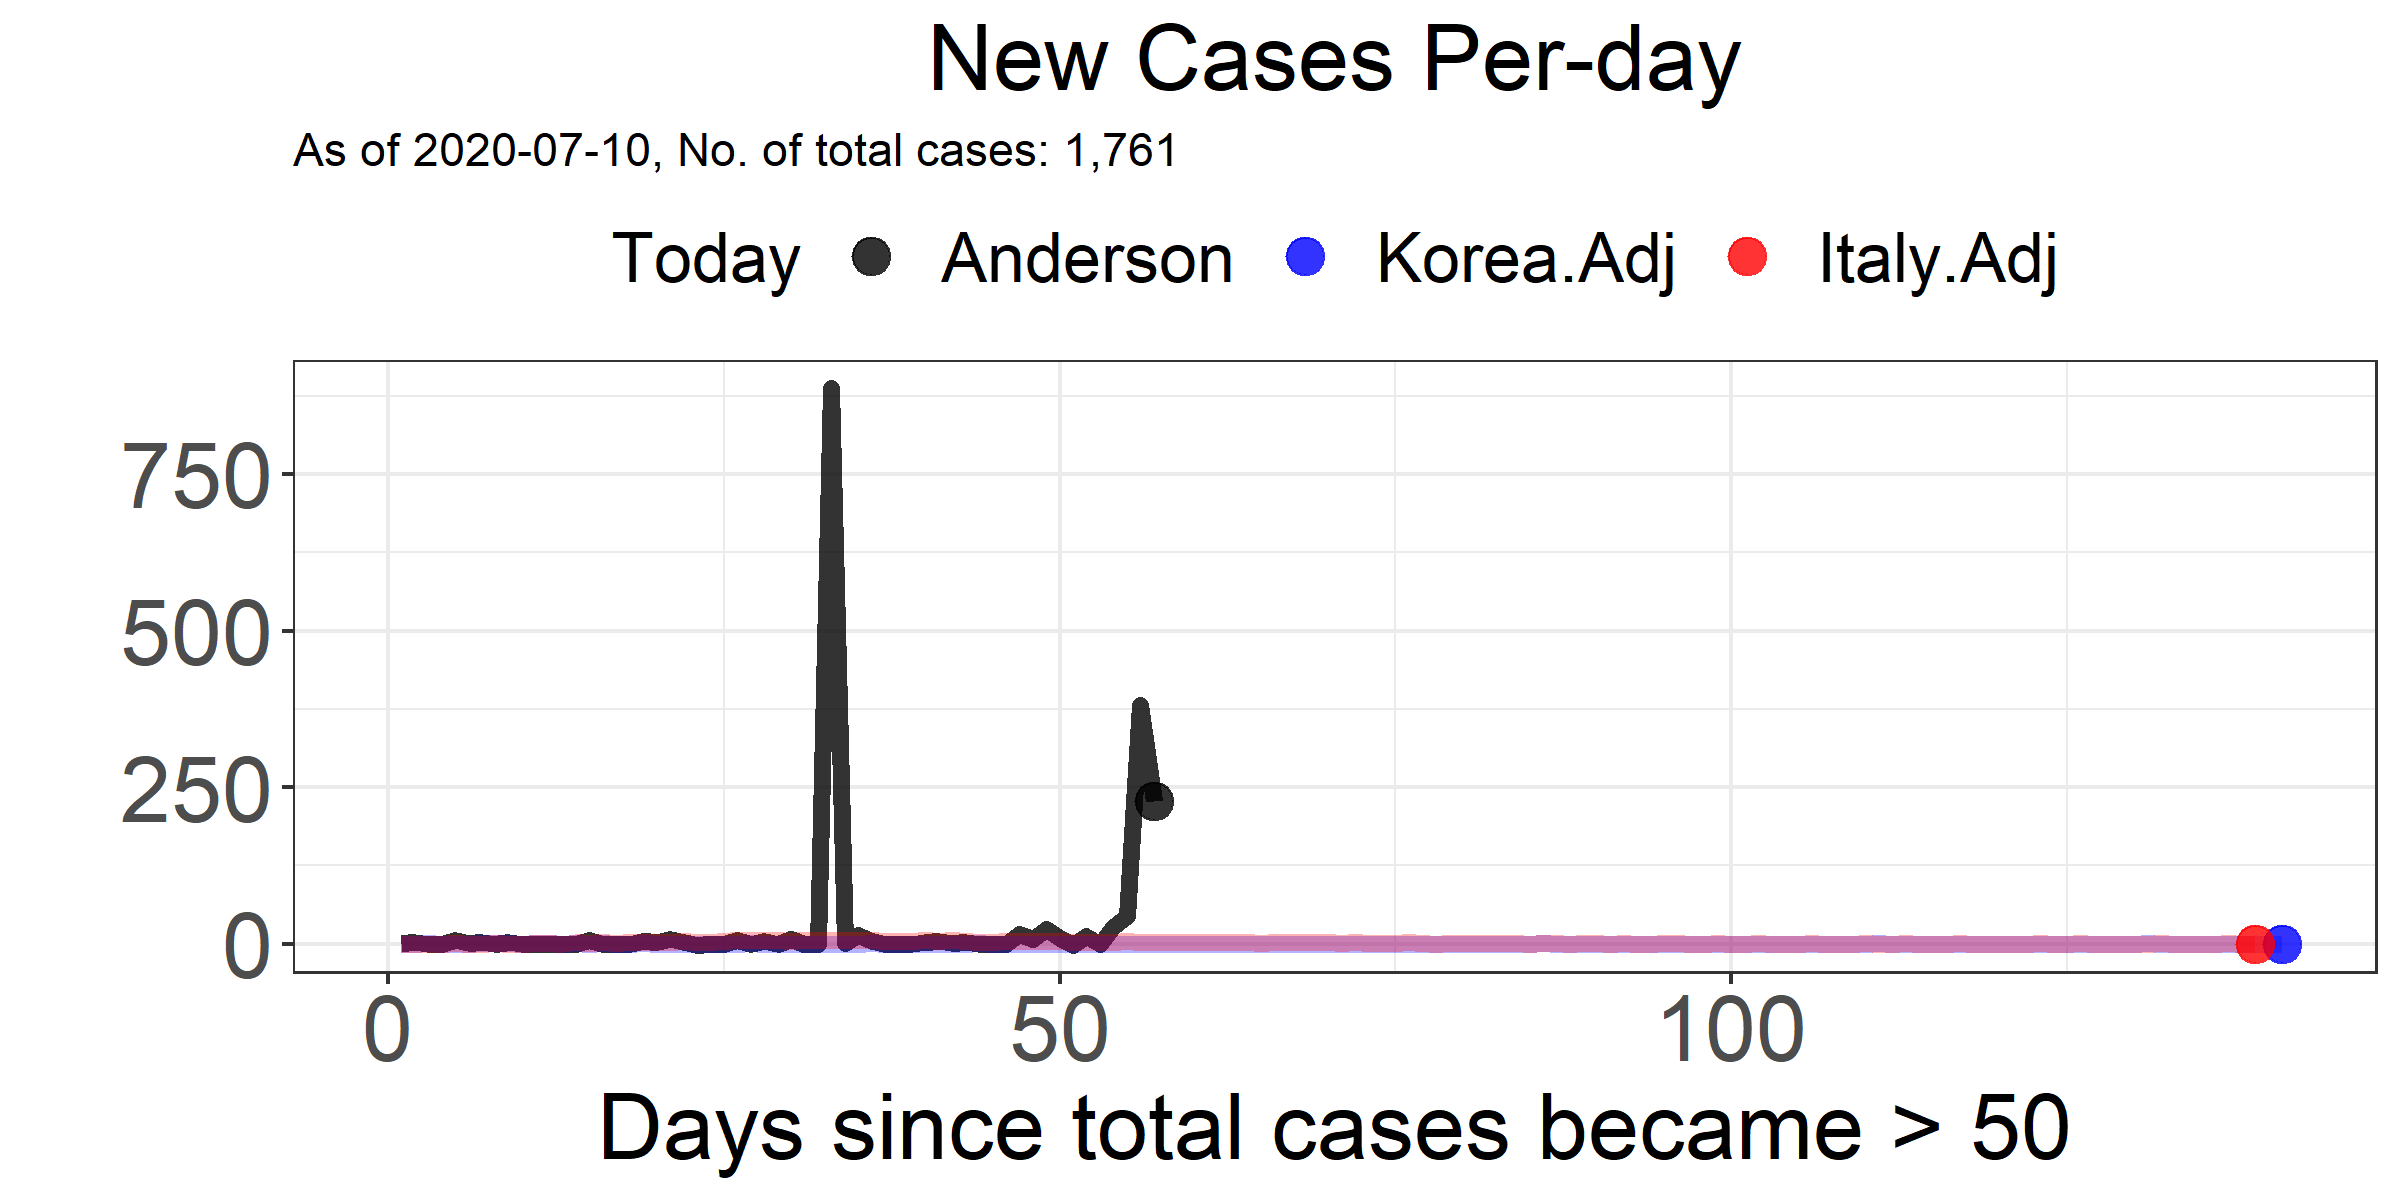 New Cases Per-day
As of 2020-07-10, No. of total cases: 1,761
Today Anderson Korea.Adj Italy.Adj
750
500
250
0
0 50 100
Days since total cases became > 50